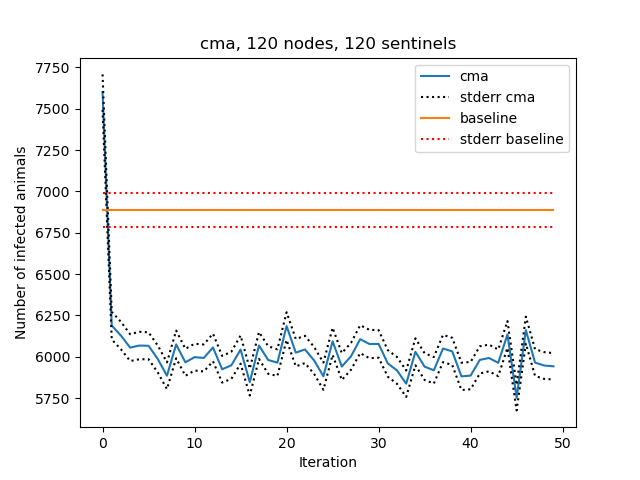 cma, 120 nodes, 120 sentinels
cma
stderr cma
baseline
stderr baseline
Number of infected animals
7750
7500
7250
7000
6750
6500
6250
6000
5750
0 10 20 30 40 50
Iteration